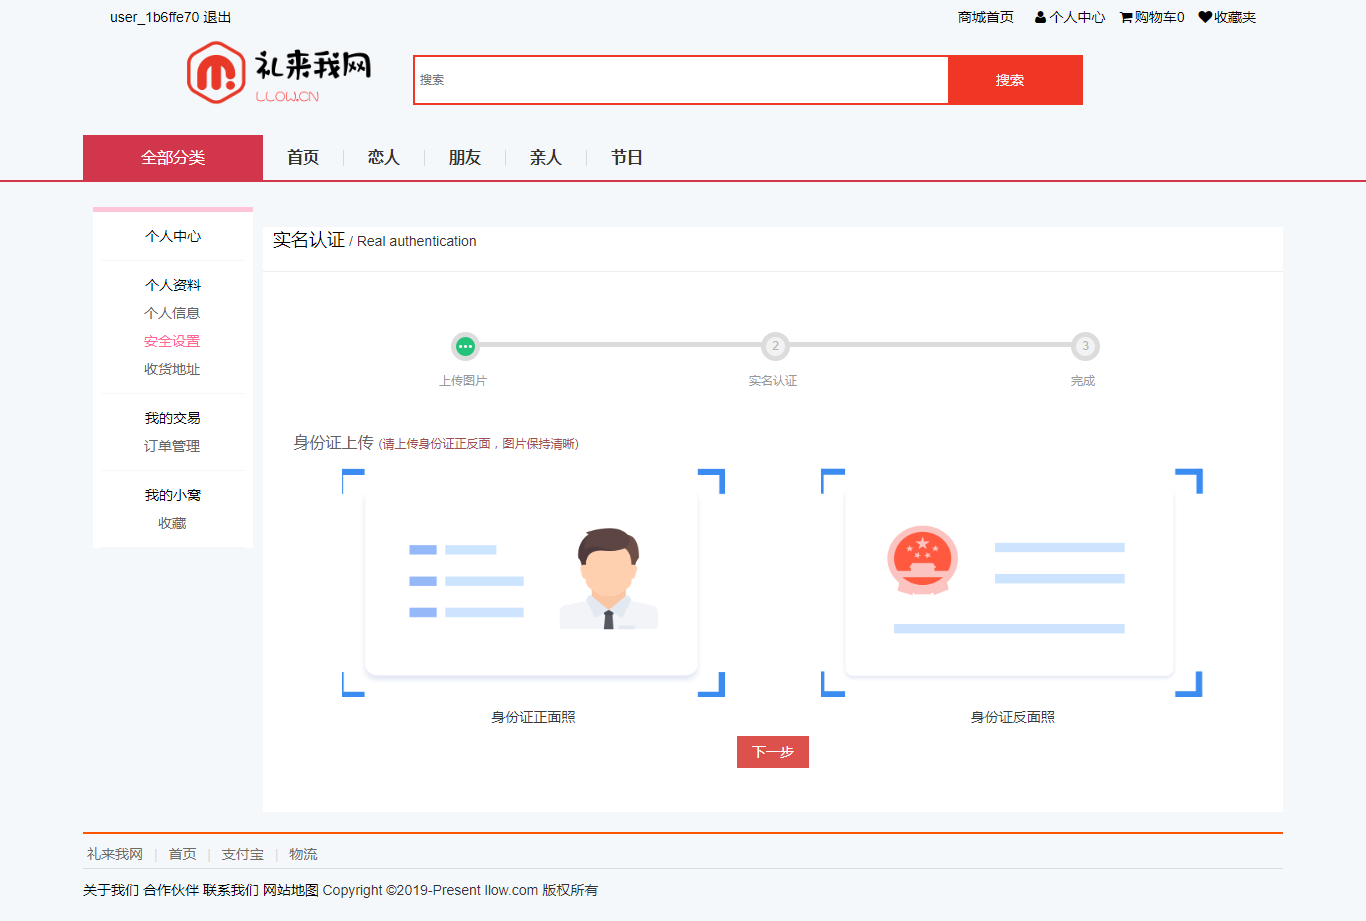 user_1b6ffe70 退出
商城首页 个人中心 购物车0 收藏夹
礼来我网
LLOW.CN
搜索 搜索
全部分类 首页 恋人 朋友 亲人 节日
个人中心
个人资料
个人信息
安全设置
收货地址
我的交易
订单管理
我的小窝
收藏
实名认证 / Real authentication
2 3
上传图片 实名认证 完成
身份证上传 (请上传身份证正反面，图片保持清晰)
身份证正面照 身份证反面照
下一步
礼来我网 | 首页 | 支付宝 | 物流
关于我们 合作伙伴 联系我们 网站地图 Copyright ©2019-Present llow.com 版权所有